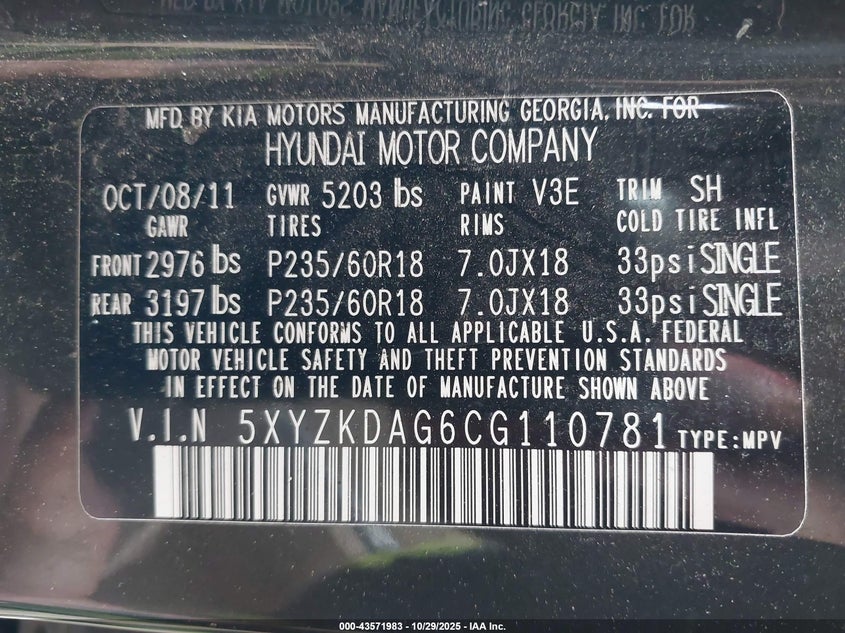 MFD. BY KIA MOTORS MANUFACTURING GEORGIA, INC. FOR
HYUNDAI MOTOR COMPANY
OCT/08/11 GVWR 5203 lbs PAINT V3E TRIM SH
GAWR TIRES RIMS COLD TIRE INFL
FRONT 2976 lbs P235/60R18 7.0JX18 33psi SINGLE
REAR 3197 lbs P235/60R18 7.0JX18 33psi SINGLE
THIS VEHICLE CONFORMS TO ALL APPLICABLE U.S.A. FEDERAL
MOTOR VEHICLE SAFETY AND THEFT PREVENTION STANDARDS
IN EFFECT ON THE DATE OF MANUFACTURE SHOWN ABOVE
V.I.N 5XYZKDAG6CG110781 TYPE:MPV
000-43571983 - 10/29/2025 - IAA Inc.